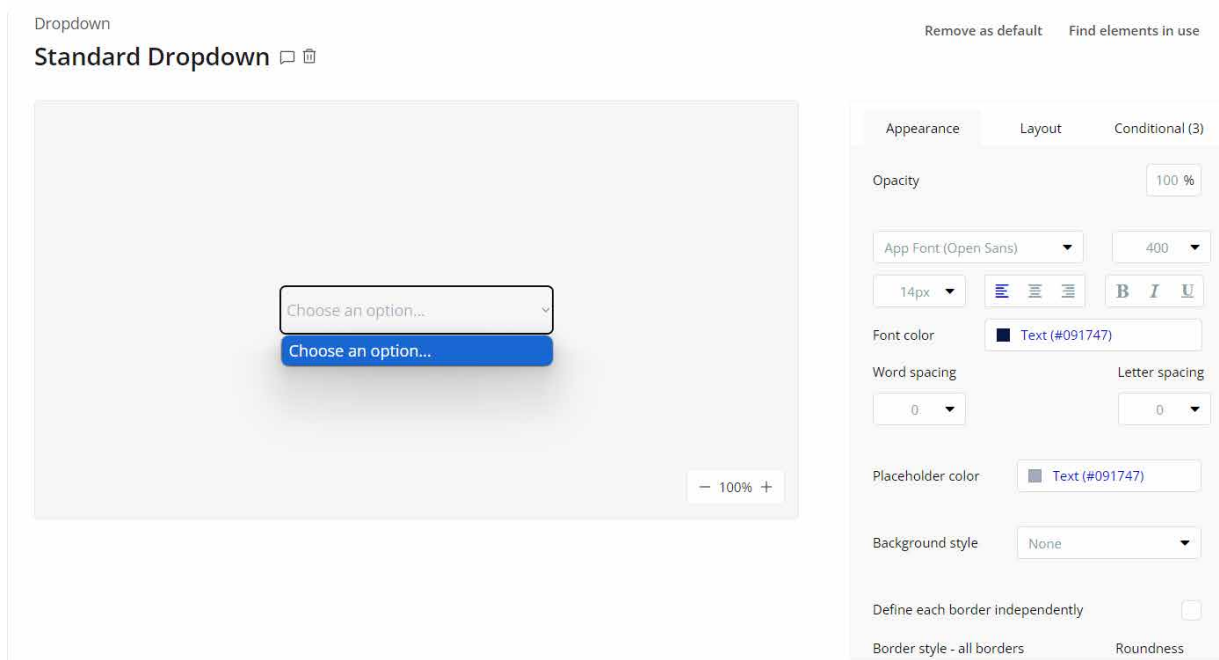 Dropdown
Remove as default Find elements in use
Standard Dropdown
Appearance Layout Conditional (3)
Opacity 100 %
App Font (Open Sans) 400
14px B I U
Choose an option...
Font color Text (#091747)
Choose an option...
Word spacing Letter spacing
0 0
Placeholder color Text (#091747)
— 100% +
Background style None
Define each border independently
Border style - all borders Roundness